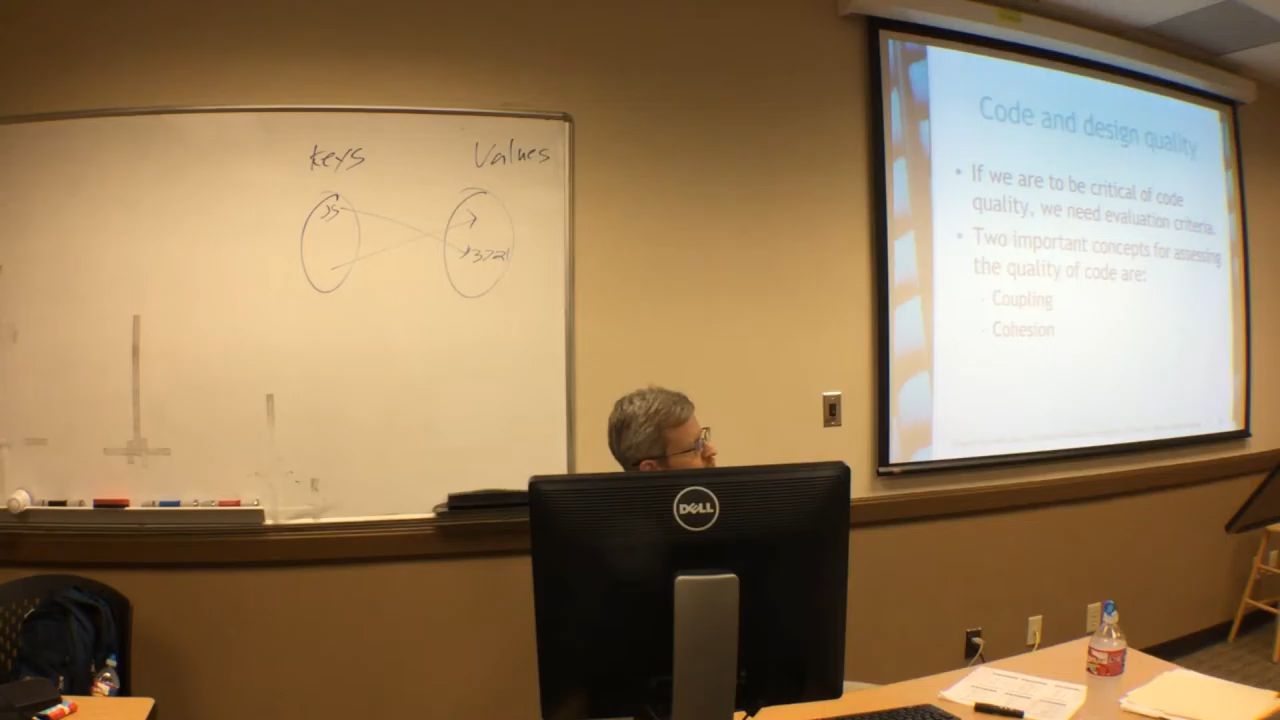 keys
Values
35
3721
Code and design quality
• If we are to be critical of code
quality, we need evaluation criteria.
• Two important concepts for assessing
the quality of code are:
- Coupling
- Cohesion
DELL